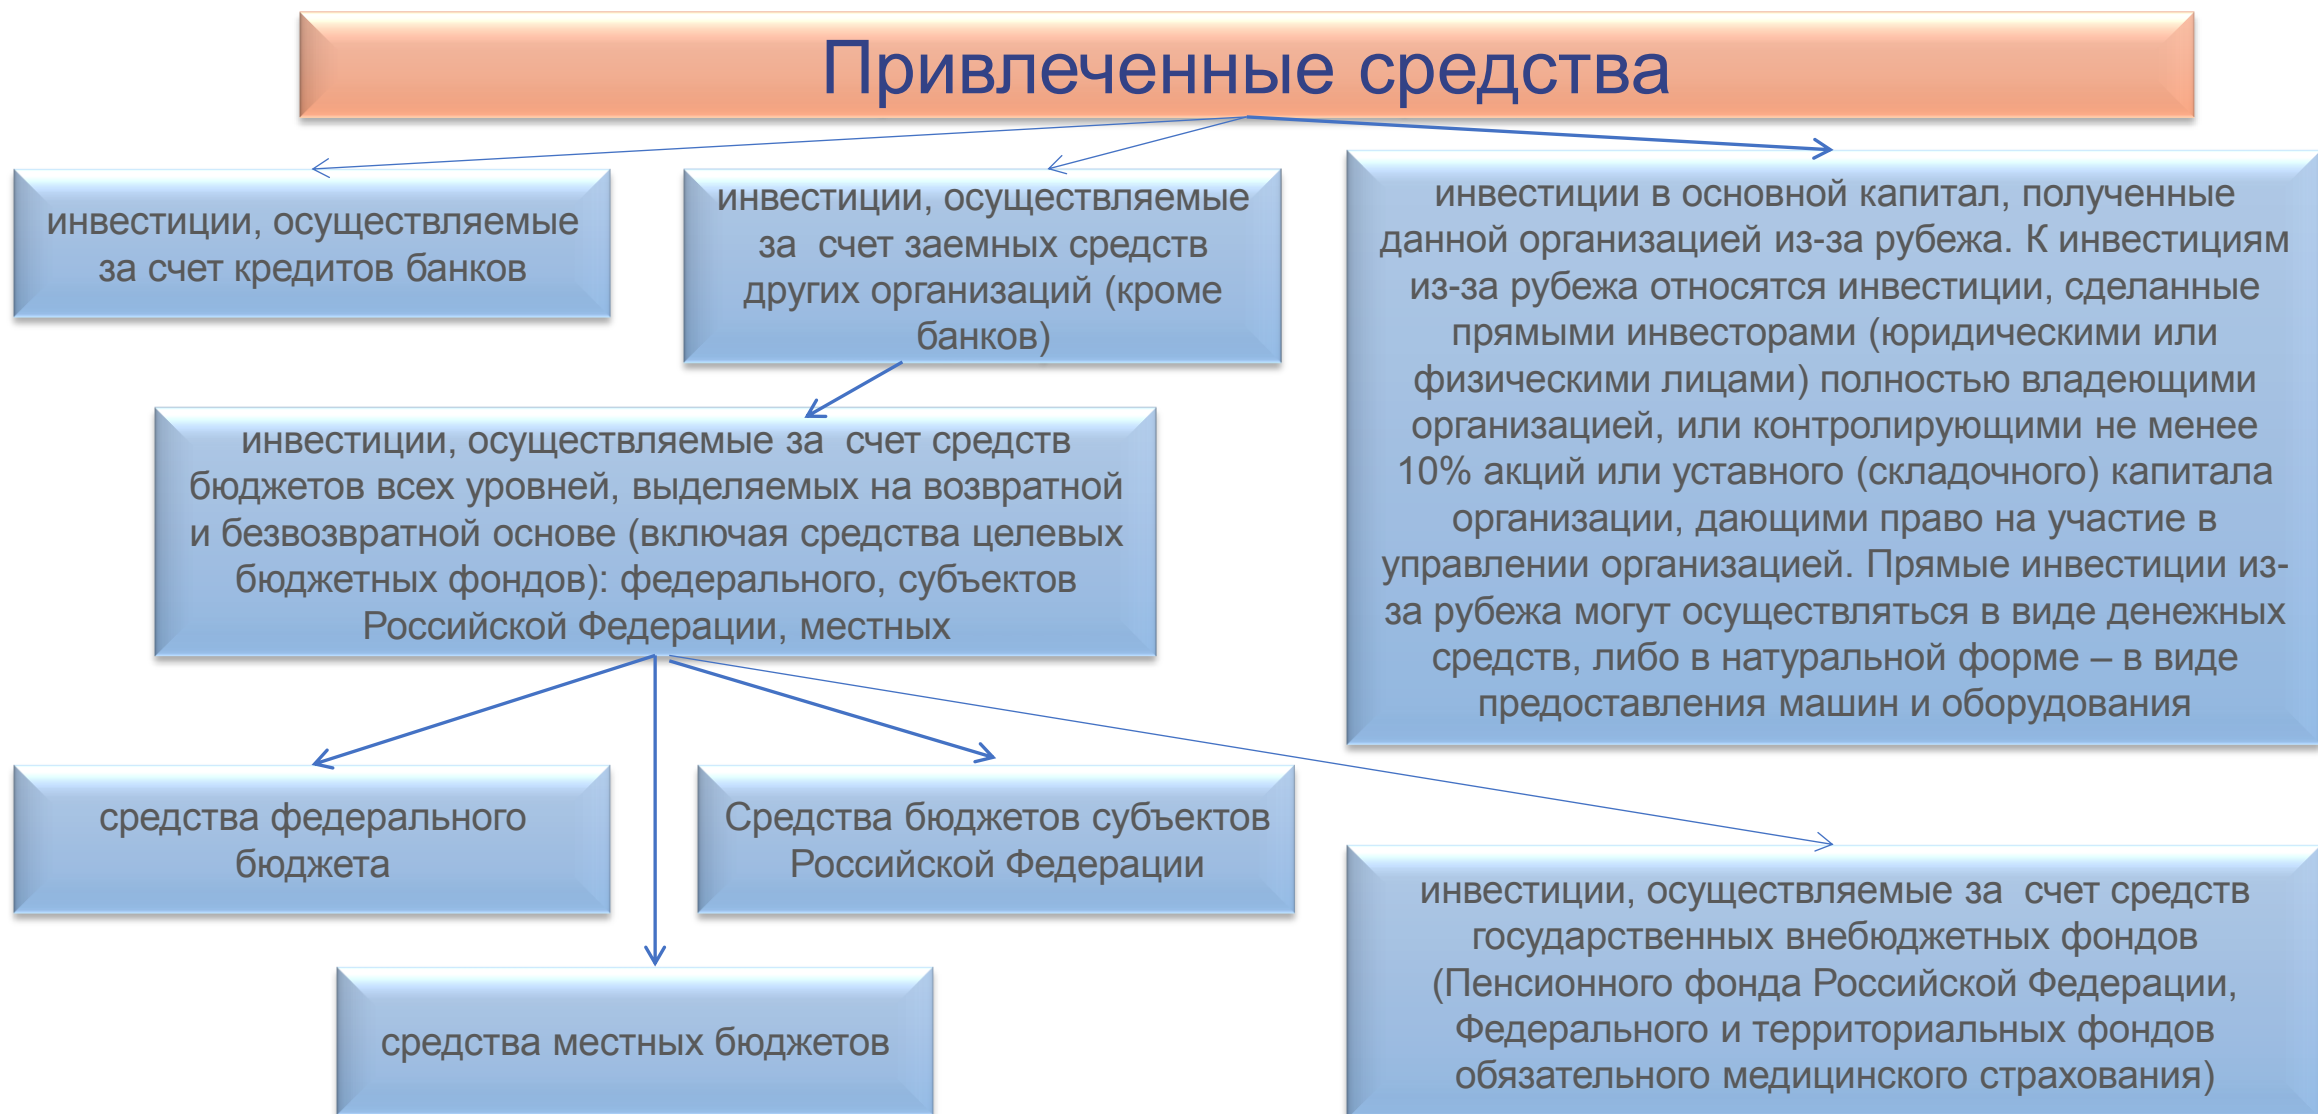 Привлеченные средства
инвестиции, осуществляемые
за счет кредитов банков
инвестиции, осуществляемые
за  счет заемных средств
других организаций (кроме
банков)
инвестиции в основной капитал, полученные
данной организацией из-за рубежа. К инвестициям
из-за рубежа относятся инвестиции, сделанные
прямыми инвесторами (юридическими или
физическими лицами) полностью владеющими
организацией, или контролирующими не менее
10% акций или уставного (складочного) капитала
организации, дающими право на участие в
управлении организацией. Прямые инвестиции из-
за рубежа могут осуществляться в виде денежных
средств, либо в натуральной форме – в виде
предоставления машин и оборудования
инвестиции, осуществляемые за  счет средств
бюджетов всех уровней, выделяемых на возвратной
и безвозвратной основе (включая средства целевых
бюджетных фондов): федерального, субъектов
Российской Федерации, местных
средства федерального
бюджета
Средства бюджетов субъектов
Российской Федерации
средства местных бюджетов
инвестиции, осуществляемые за  счет средств
государственных внебюджетных фондов
(Пенсионного фонда Российской Федерации,
Федерального и территориальных фондов
обязательного медицинского страхования)